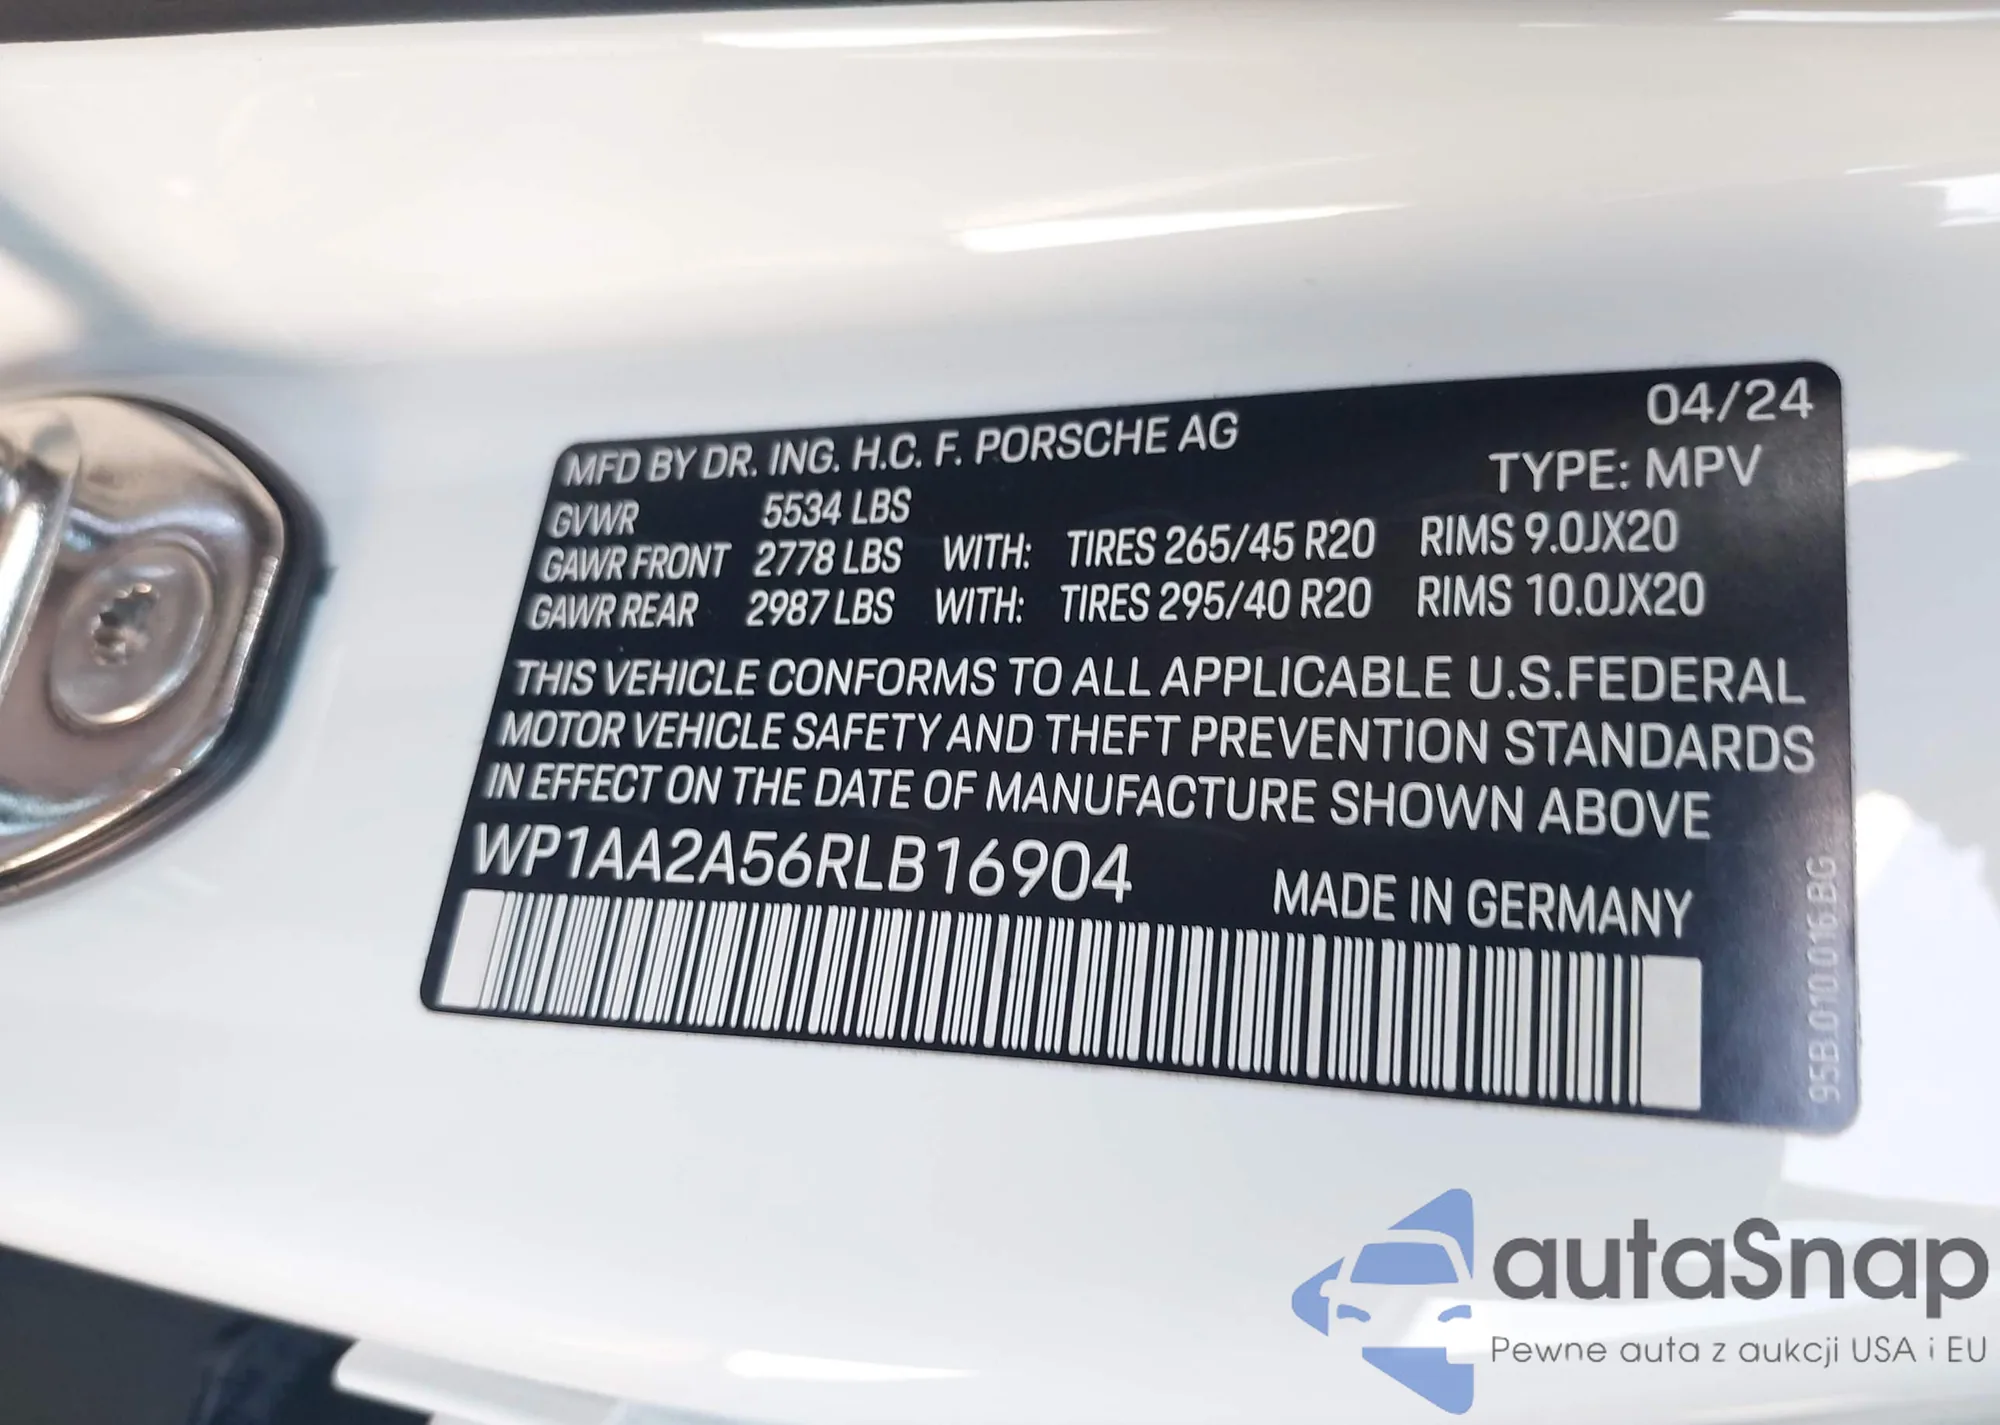 04/24
MFD BY DR. ING. H.C. F. PORSCHE AG
TYPE: MPV
GVWR 5534 LBS
GAWR FRONT 2778 LBS WITH: TIRES 265/45 R20 RIMS 9.0JX20
GAWR REAR 2987 LBS WITH: TIRES 295/40 R20 RIMS 10.0JX20
THIS VEHICLE CONFORMS TO ALL APPLICABLE U.S.FEDERAL
MOTOR VEHICLE SAFETY AND THEFT PREVENTION STANDARDS
IN EFFECT ON THE DATE OF MANUFACTURE SHOWN ABOVE
WP1AA2A56RLB16904
MADE IN GERMANY
95B.010.016.BG
autaSnap
Pewne auta z aukcji USA i EU